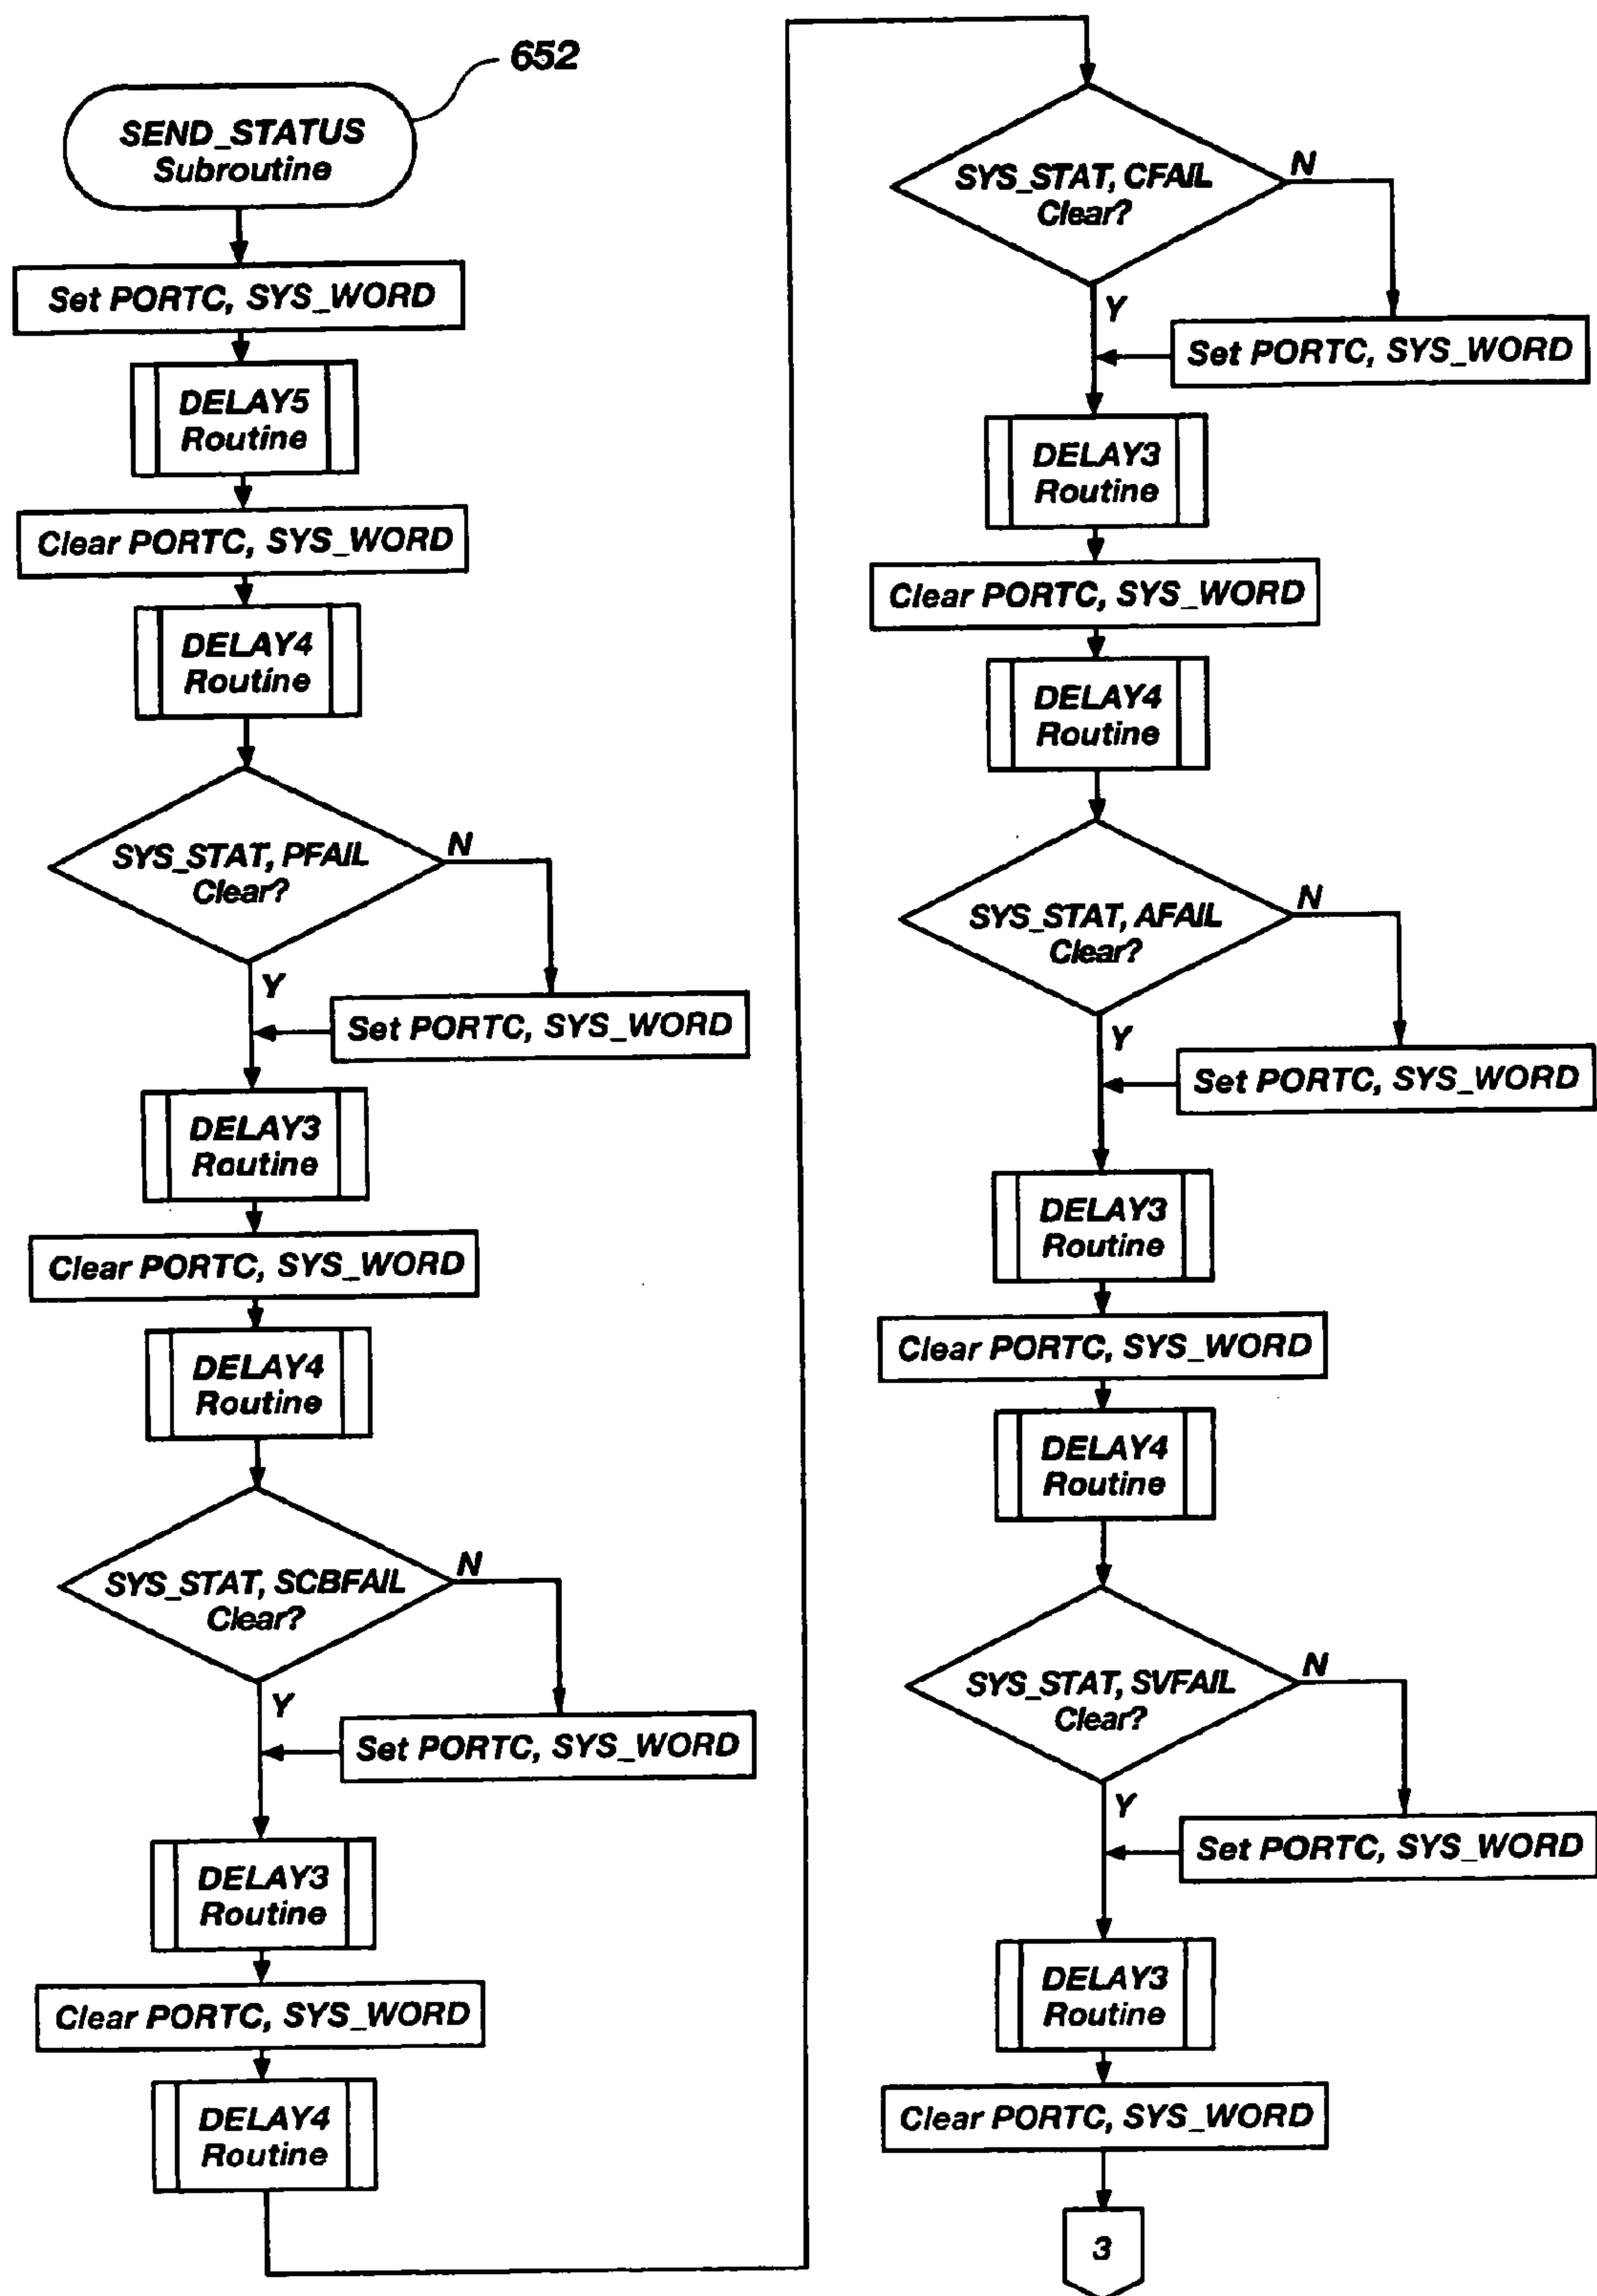 652
SEND_STATUS
Subroutine
Set PORTC, SYS_WORD
DELAY5
Routine
Clear PORTC, SYS_WORD
DELAY4
Routine
SYS_STAT, PFAIL
Clear?
N
Y
Set PORTC, SYS_WORD
DELAY3
Routine
Clear PORTC, SYS_WORD
DELAY4
Routine
SYS_STAT, SCBFAIL
Clear?
N
Y
Set PORTC, SYS_WORD
DELAY3
Routine
Clear PORTC, SYS_WORD
DELAY4
Routine
SYS_STAT, CFAIL
Clear?
N
Y
Set PORTC, SYS_WORD
DELAY3
Routine
Clear PORTC, SYS_WORD
DELAY4
Routine
SYS_STAT, AFAIL
Clear?
N
Y
Set PORTC, SYS_WORD
DELAY3
Routine
Clear PORTC, SYS_WORD
DELAY4
Routine
SYS_STAT, SVFAIL
Clear?
N
Y
Set PORTC, SYS_WORD
DELAY3
Routine
Clear PORTC, SYS_WORD
3